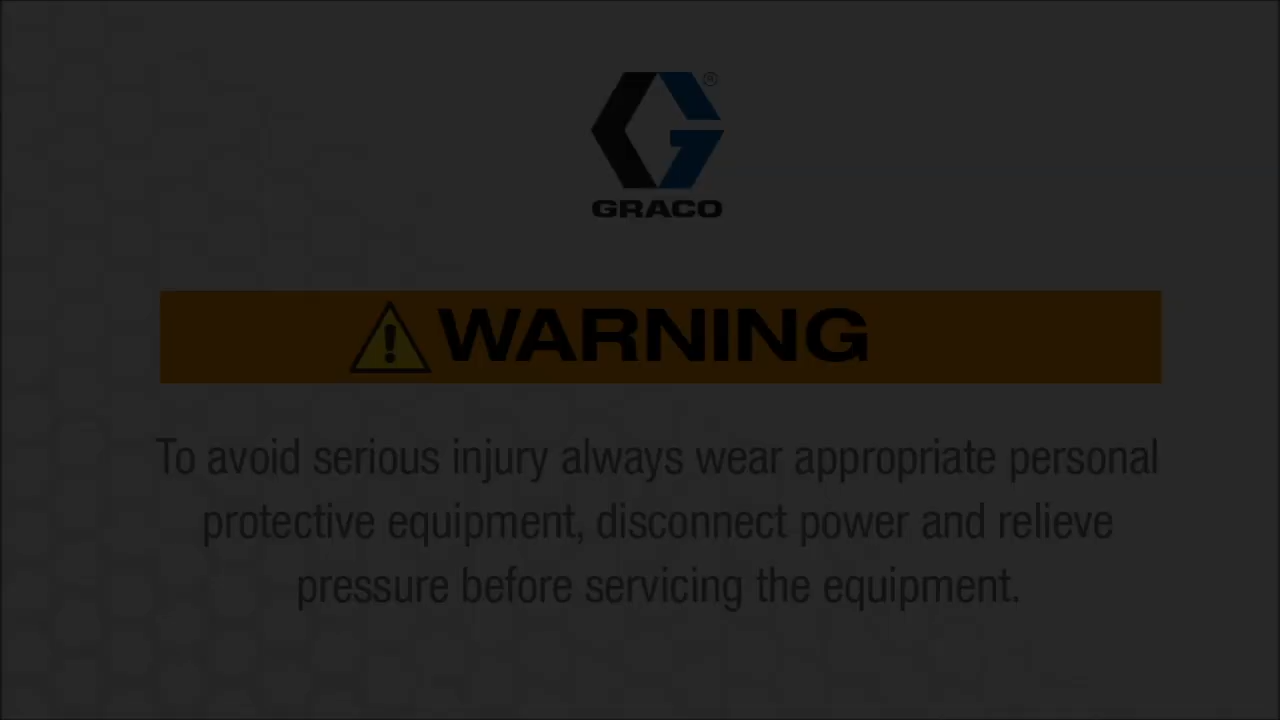 ®
GRACO
WARNING
To avoid serious injury always wear appropriate personal
protective equipment, disconnect power and relieve
pressure before servicing the equipment.